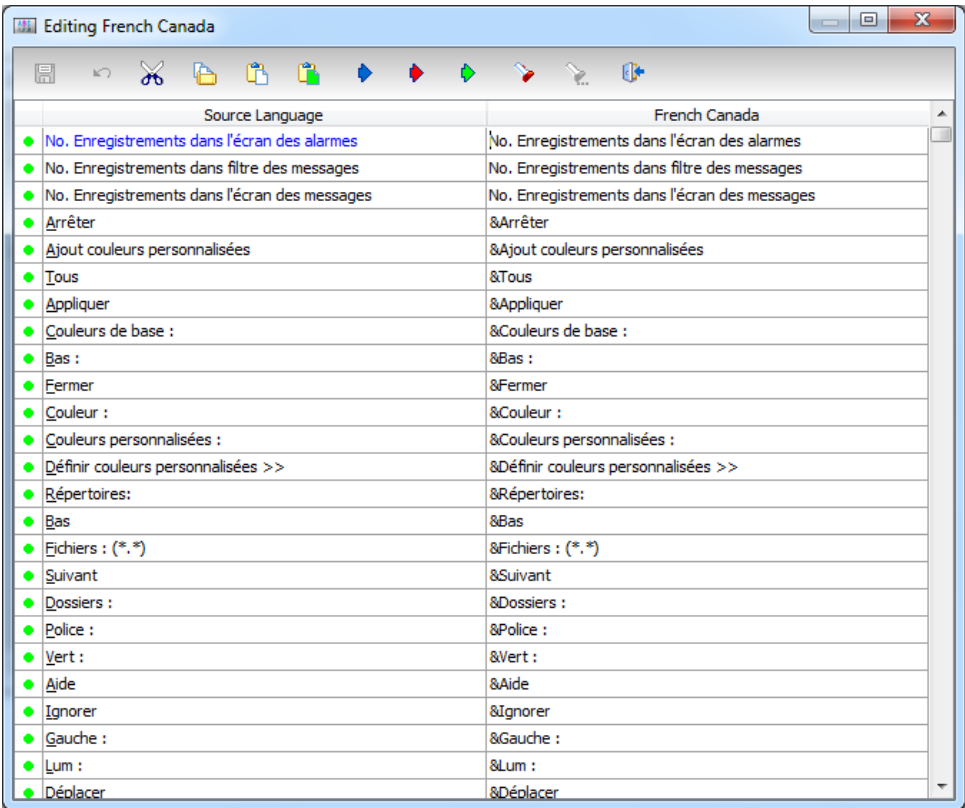 Editing French Canada
Source Language French Canada
No. Enregistrements dans l'écran des alarmes No. Enregistrements dans l'écran des alarmes
No. Enregistrements dans filtre des messages No. Enregistrements dans filtre des messages
No. Enregistrements dans l'écran des messages No. Enregistrements dans l'écran des messages
Arrêter &Arrêter
Ajout couleurs personnalisées &Ajout couleurs personnalisées
Tous &Tous
Appliquer &Appliquer
Couleurs de base : &Couleurs de base :
Bas : &Bas :
Fermer &Fermer
Couleur : &Couleur :
Couleurs personnalisées : &Couleurs personnalisées :
Définir couleurs personnalisées >> &Définir couleurs personnalisées >>
Répertoires: &Répertoires:
Bas &Bas
Fichiers : (*.*) &Fichiers : (*.*)
Suivant &Suivant
Dossiers : &Dossiers :
Police : &Police :
Vert : &Vert :
Aide &Aide
Ignorer &Ignorer
Gauche : &Gauche :
Lum : &Lum :
Déplacer &Déplacer